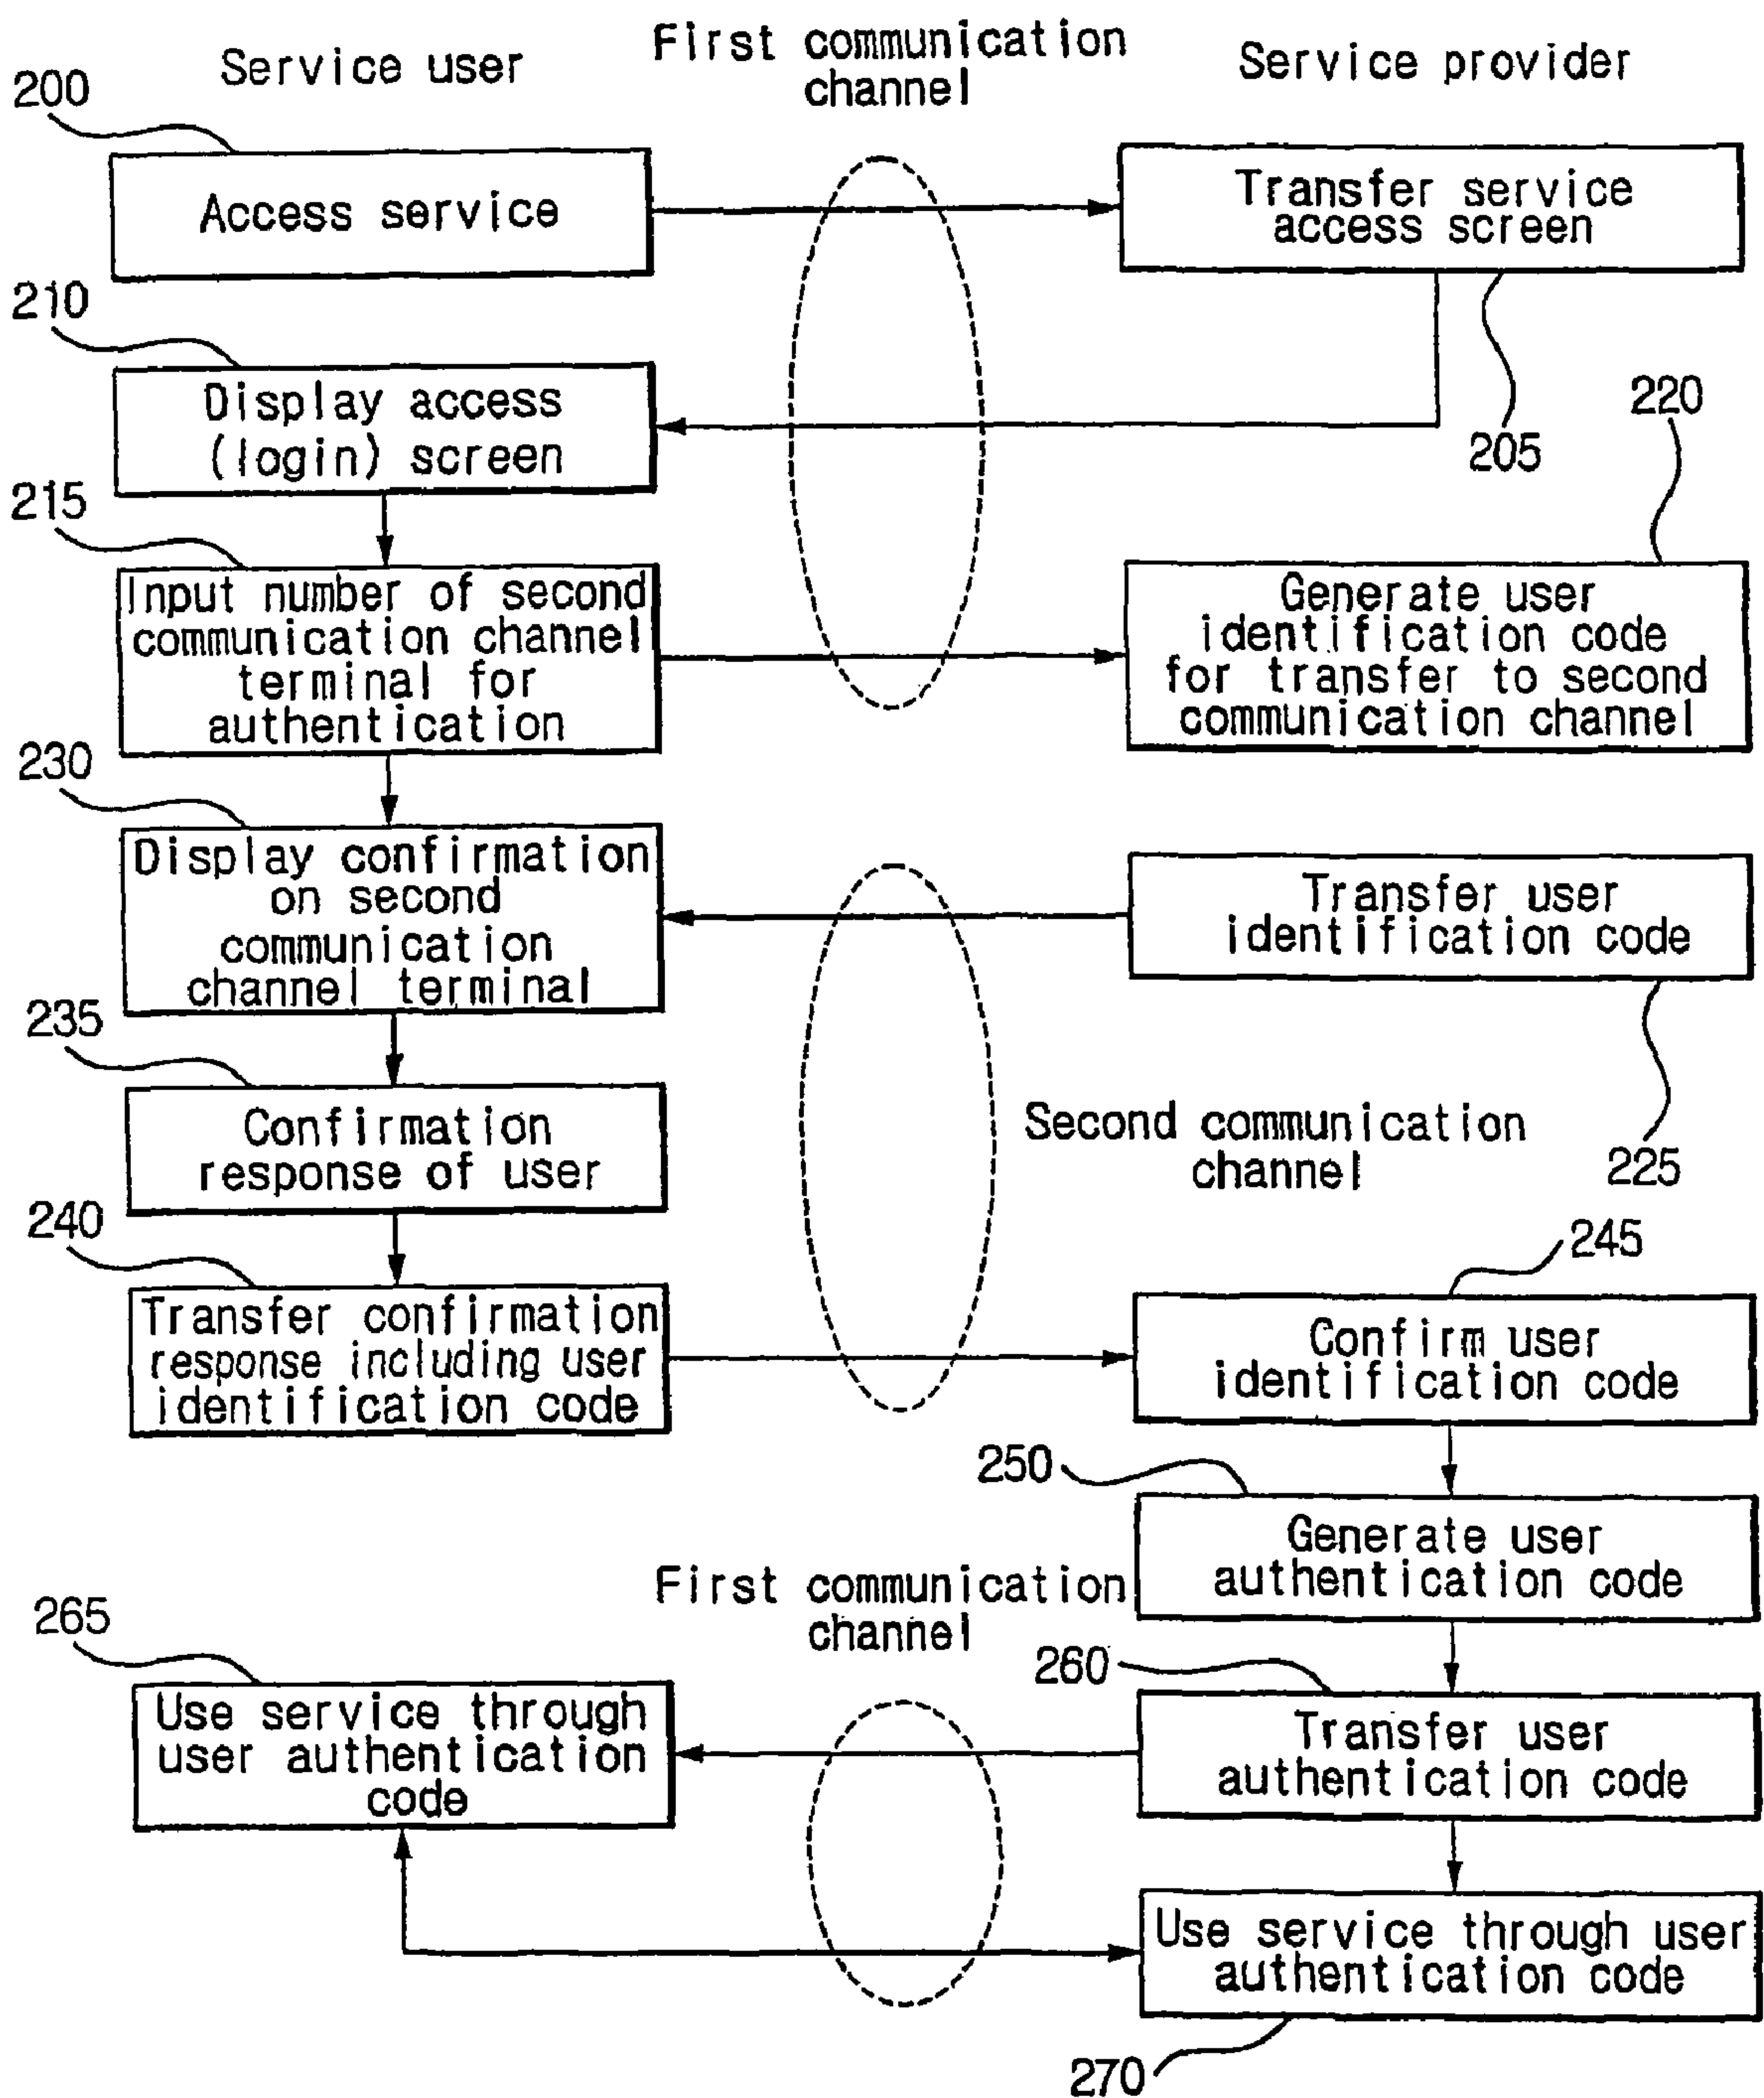 Service user
First communication
channel
Service provider
200
Access service
Transfer service
access screen
205
210
Display access
(login) screen
215
Input number of second
communication channel
terminal for
authentication
220
Generate user
identification code
for transfer to second
communication channel
230
Display confirmation
on second
communication
channel terminal
Transfer user
identification code
225
235
Confirmation
response of user
Second communication
channel
240
Transfer confirmation
response including user
identification code
245
Confirm user
identification code
250
Generate user
authentication code
First communication
channel
265
Use service through
user authentication
code
260
Transfer user
authentication code
Use service through user
authentication code
270